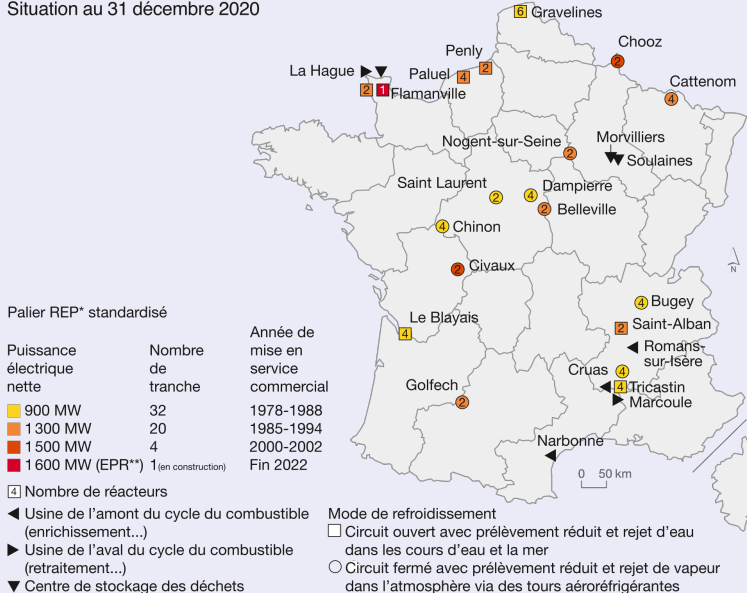 Situation au 31 décembre 2020
6 Gravelines
Chooz
2
Penly
2
La Hague
Paluel 4
Cattenom
4
2 1 Flamanville
Nogent-sur-Seine 2
Morvilliers
Soulaines
Saint Laurent
2
Dampierre
4
2 Belleville
4 Chinon
2 Civaux
4 Bugey
Le Blayais
4
Saint-Alban
2
Romans-
sur-Isère
Cruas 4
4 Tricastin
Marcoule
Golfech
2
Narbonne
N
0 50 km
Palier REP* standardisé
Puissance
électrique
nette
Nombre
de
tranche
Année de
mise en
service
commercial
900 MW 32 1978-1988
1 300 MW 20 1985-1994
1 500 MW 4 2000-2002
1 600 MW (EPR**) 1 (en construction) Fin 2022
4 Nombre de réacteurs
Usine de l'amont du cycle du combustible
(enrichissement...)
Usine de l'aval du cycle du combustible
(retraitement...)
Centre de stockage des déchets
Mode de refroidissement
Circuit ouvert avec prélèvement réduit et rejet d'eau
dans les cours d'eau et la mer
Circuit fermé avec prélèvement réduit et rejet de vapeur
dans l'atmosphère via des tours aéroréfrigérantes